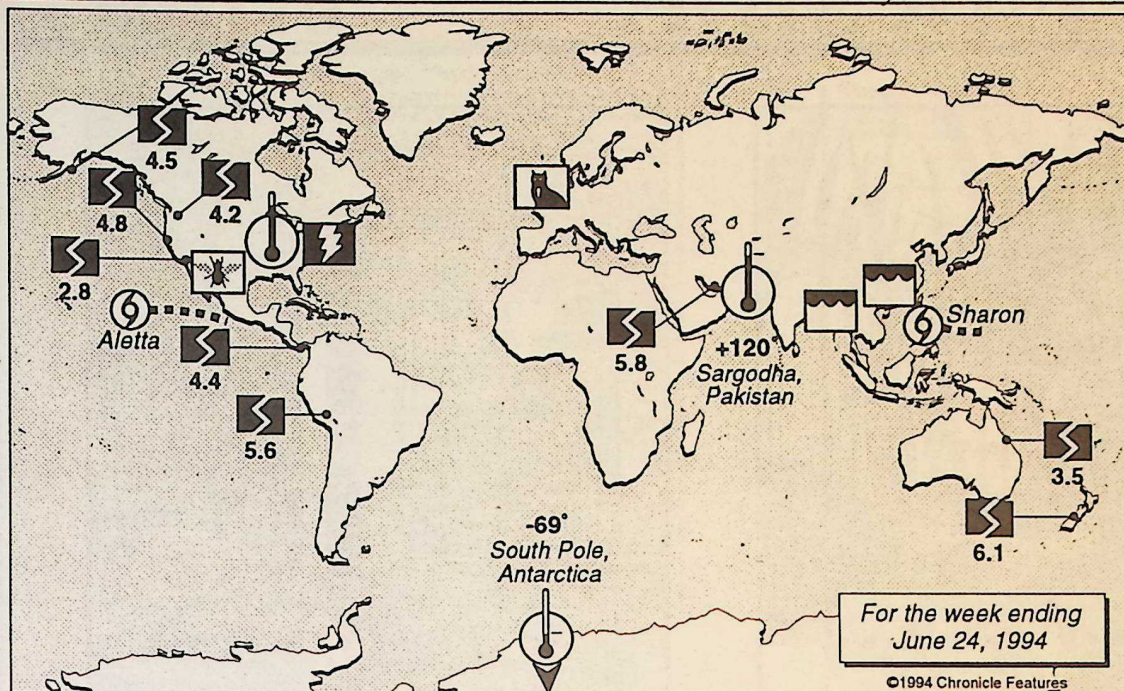 4.5
4.8
4.2
2.8
Aletta
4.4
5.6
5.8
+120°
Sargodha,
Pakistan
Sharon
3.5
6.1
-69°
South Pole,
Antarctica
For the week ending
June 24, 1994
©1994 Chronicle Features